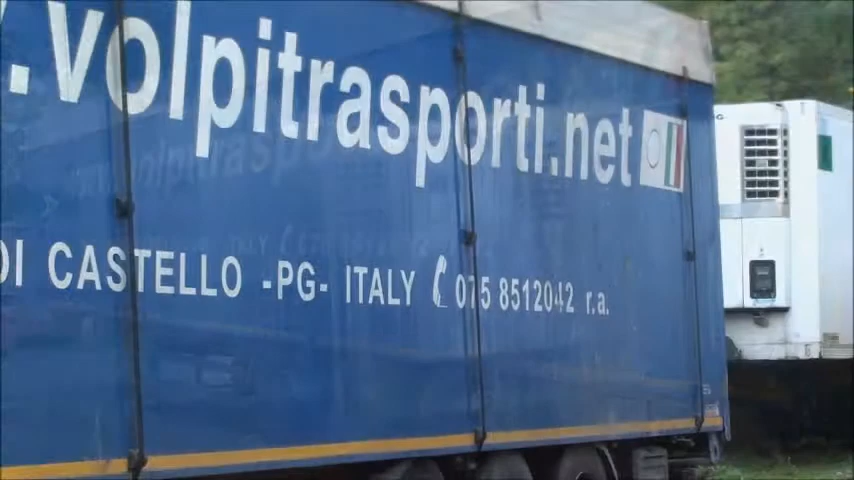 .volpitrasporti.net
DI CASTELLO -PG- ITALY 075 8512042 r.a.